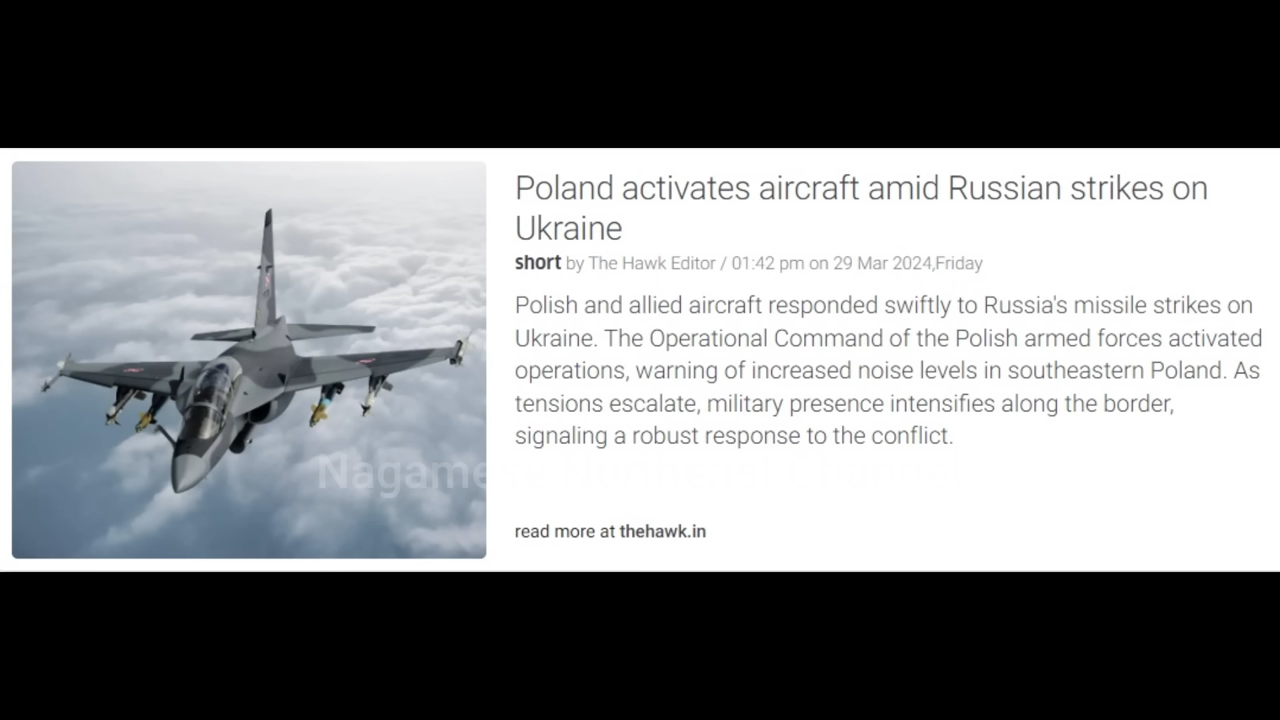 Poland activates aircraft amid Russian strikes on
Ukraine
short by The Hawk Editor / 01:42 pm on 29 Mar 2024,Friday
Polish and allied aircraft responded swiftly to Russia's missile strikes on
Ukraine. The Operational Command of the Polish armed forces activated
operations, warning of increased noise levels in southeastern Poland. As
tensions escalate, military presence intensifies along the border,
signaling a robust response to the conflict.
read more at thehawk.in